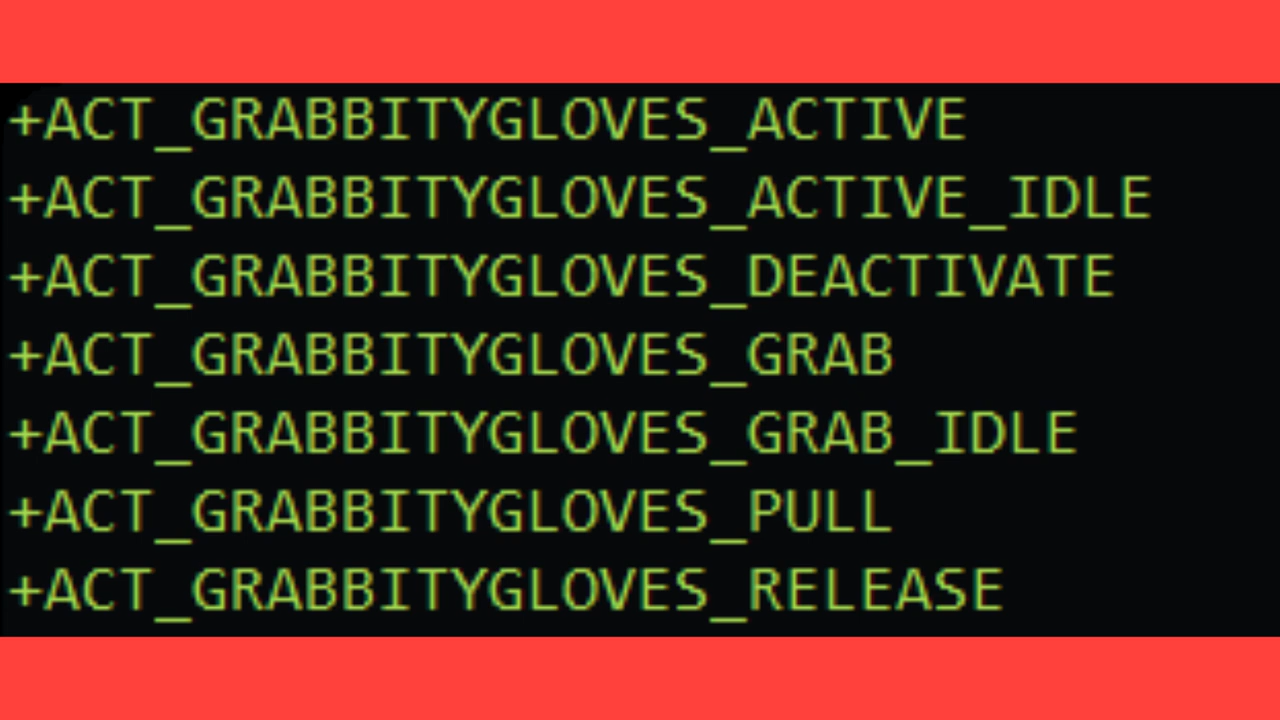 +ACT_GRABBITYGLOVES_ACTIVE
+ACT_GRABBITYGLOVES_ACTIVE_IDLE
+ACT_GRABBITYGLOVES_DEACTIVATE
+ACT_GRABBITYGLOVES_GRAB
+ACT_GRABBITYGLOVES_GRAB_IDLE
+ACT_GRABBITYGLOVES_PULL
+ACT_GRABBITYGLOVES_RELEASE